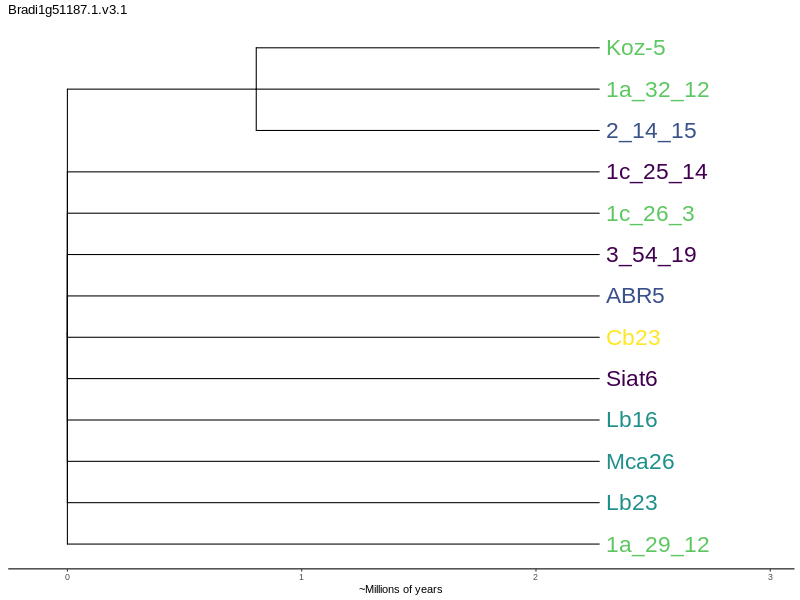 Bradi1g51187.1.v3.1
Koz-5
1a_32_12
2_14_15
1c_25_14
1c_26_3
3_54_19
ABR5
Cb23
Siat6
Lb16
Mca26
Lb23
1a_29_12
0 1 2 3
~Millions of years